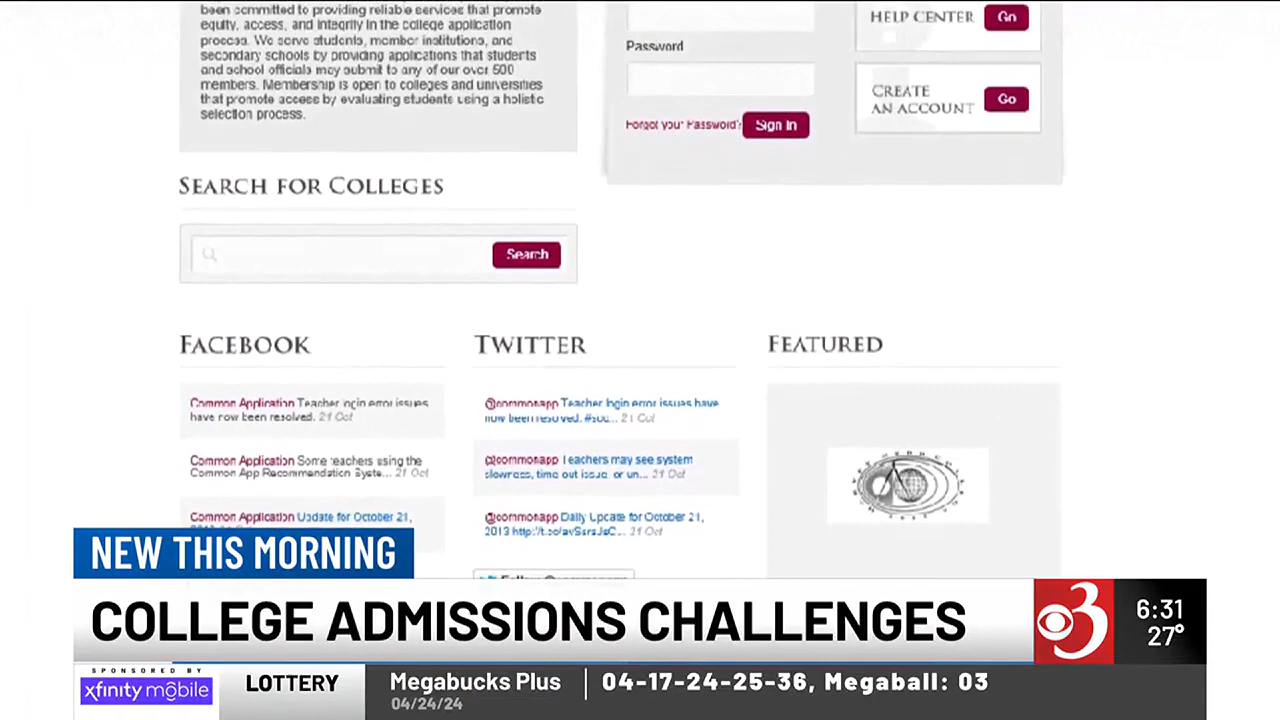 been committed to providing reliable services that promote
equity, access, and integrity in the college application
process. We serve students, member institutions, and
secondary schools by providing applications that students
and school officials may submit to any of our over 500
members. Membership is open to colleges and universities
that promote access by evaluating students using a holistic
selection process.
Password
Forgot your Password?
Sign In
HELP CENTER
Go
CREATE
AN ACCOUNT
Go
SEARCH FOR COLLEGES
Search
FACEBOOK
Common Application Teacher login error issues
have now been resolved. 21 Oct
Common Application Some teachers using the
Common App Recommendation Syste... 21 Oct
Common Application Update for October 21,
TWITTER
@commonapp Teacher login error issues have
now been resolved. 21 Oct
@commonapp Teachers may see system
slowness, time out issue, or un... 21 Oct
@commonapp Daily Update for October 21,
2013 21 Oct
FEATURED
NEW THIS MORNING
COLLEGE ADMISSIONS CHALLENGES
3
6:31
27°
SPONSORED BY
xfinity mobile
LOTTERY
Megabucks Plus
04/24/24
04-17-24-25-36, Megaball: 03